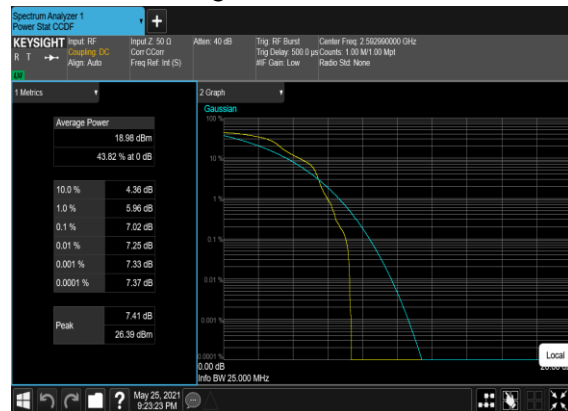 Spectrum Analyzer 1
Power Stat CCDF
KEYSIGHT Input: RF Input Z: 50 Ω Atten: 40 dB Trig: RF Burst Center Freq: 2.592990000 GHz
R T Coupling: DC Corr CCorr Trig Delay: 500.0 µs Counts: 1.00 M/1.00 Mpt
Align: Auto Freq Ref: Int (S) #IF Gain: Low Radio Std: None
LXI
1 Metrics
2 Graph
Average Power
18.98 dBm
43.82 % at 0 dB
10.0 % 4.36 dB
1.0 % 5.96 dB
0.1 % 7.02 dB
0.01 % 7.25 dB
0.001 % 7.33 dB
0.0001 % 7.37 dB
Peak 7.41 dB
26.39 dBm
Gaussian
100 %
10 %
1 %
0.1 %
0.01 %
0.001 %
0.0001 %
0.00 dB
Info BW 25.000 MHz
Local
? May 25, 2021
9:23:23 PM